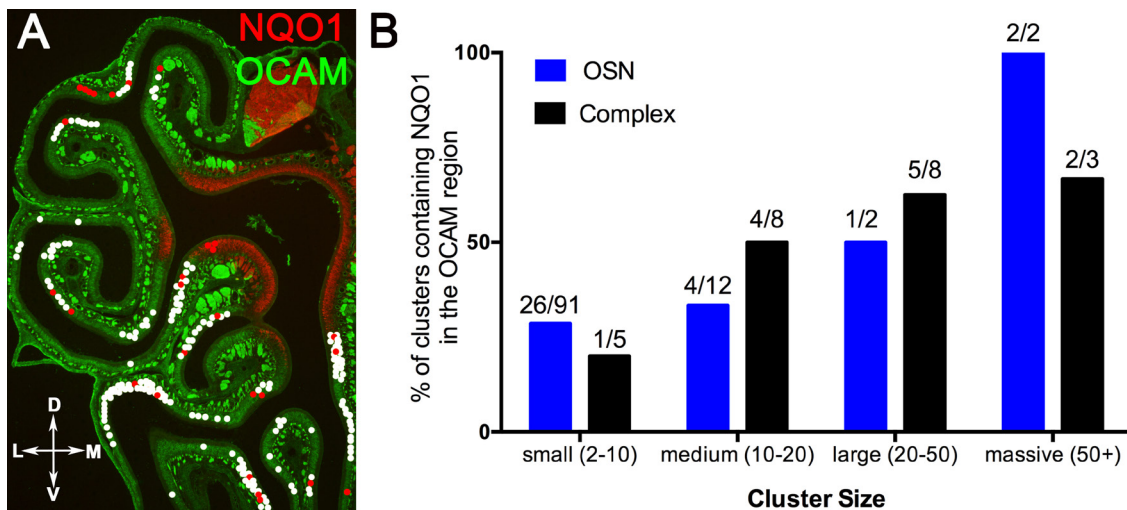 A
NQO1
OCAM
D
L M
V
B
% of clusters containing NQO1
in the OCAM region
100
50
0
OSN
Complex
26/91
1/5
4/12
4/8
1/2
5/8
2/2
2/3
small (2-10)
medium (10-20)
large (20-50)
massive (50+)
Cluster Size